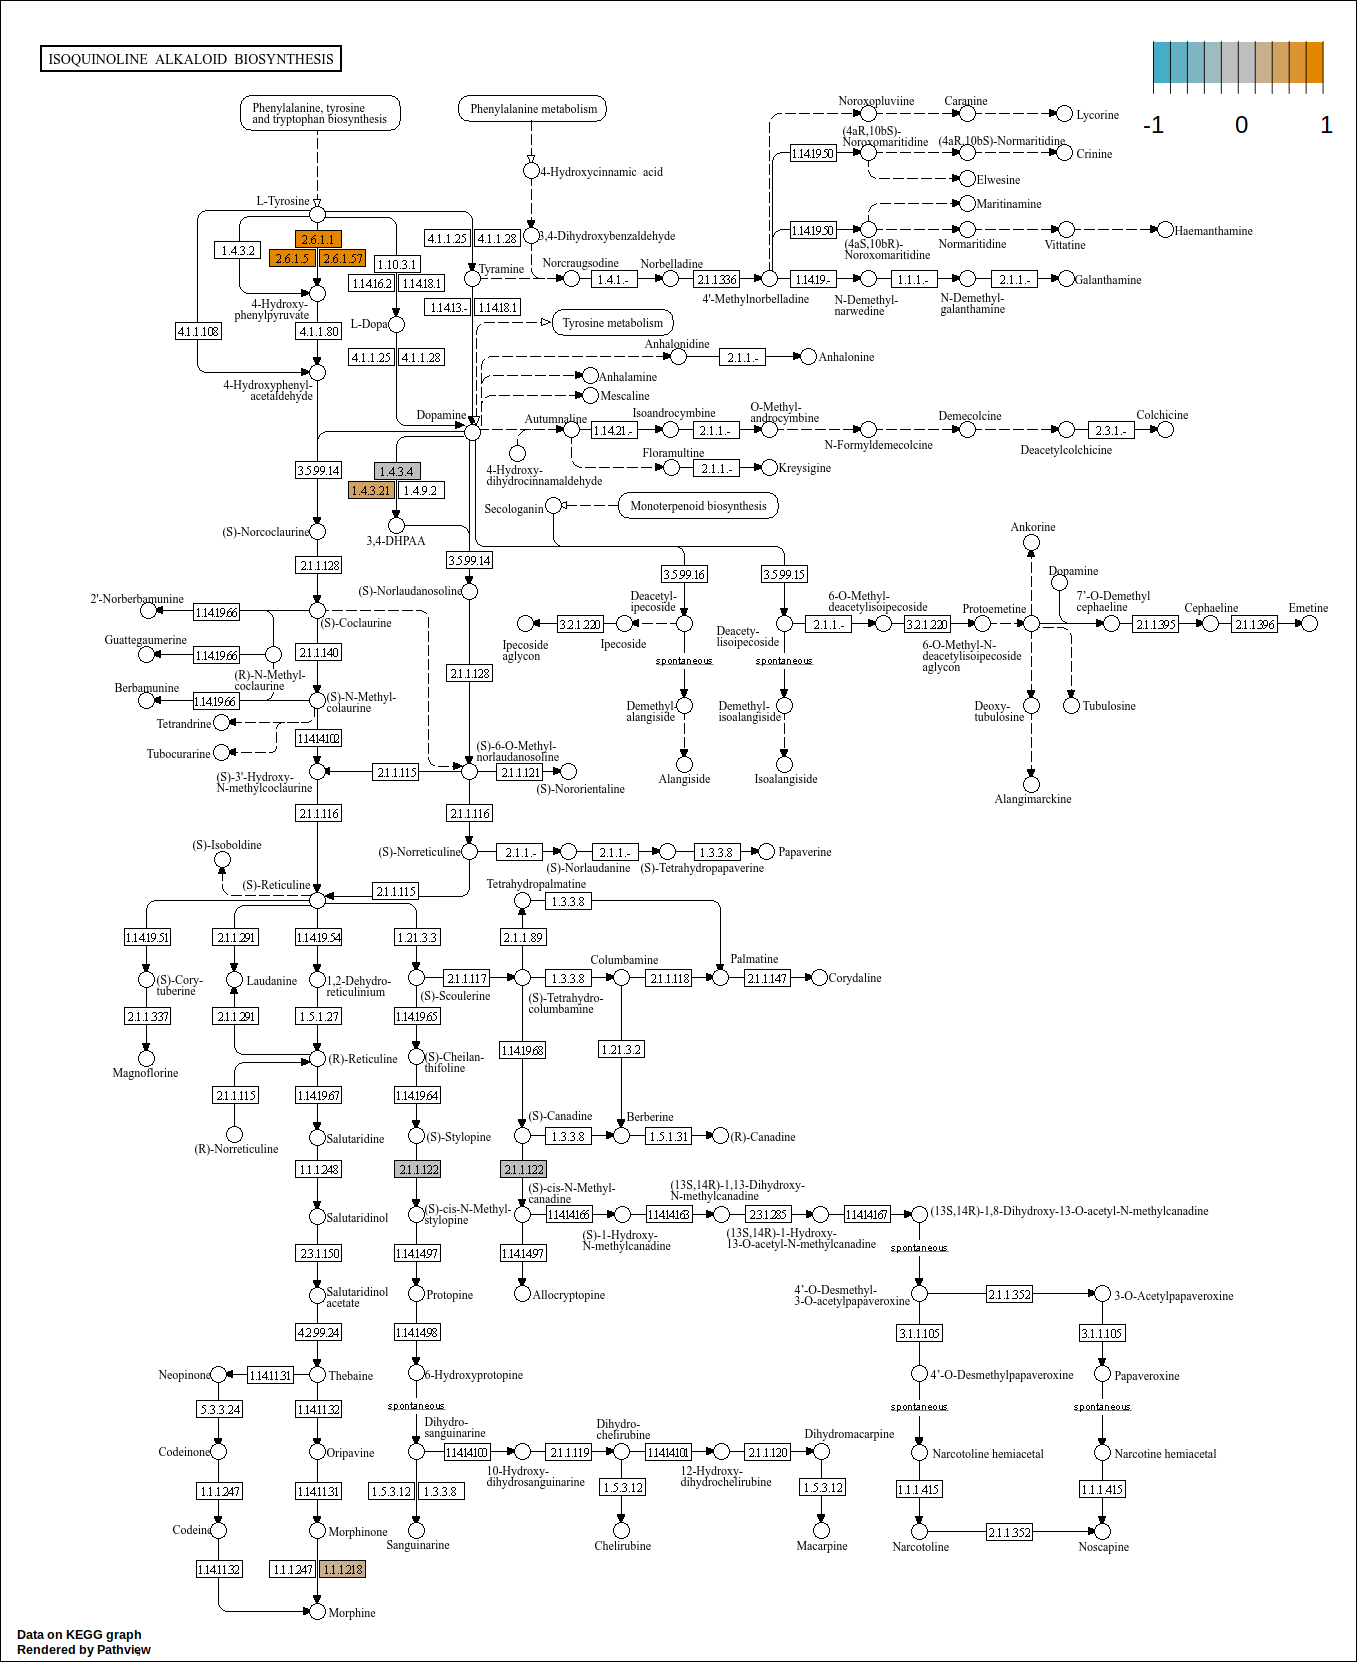 ISOQUINOLINE ALKALOID BIOSYNTHESIS
-1 0 1
Phenylalanine, tyrosine
and tryptophan biosynthesis
Phenylalanine metabolism
4-Hydroxycinnamic acid
3,4-Dihydroxybenzaldehyde
Noroxopluviine
Caranine
Lycorine
(4aR,10bS)-
Noroxomaritidine
(4aR,10bS)-Normaritidine
1.14.19.50
Crinine
Elwesine
Maritinamine
1.14.19.50
(4aS,10bR)-
Noroxomaritidine
Normaritidine
Vittatine
Haemanthamine
L-Tyrosine
1.4.3.2
2.6.1.1
2.6.1.5
2.6.1.57
1.10.3.1
1.14.16.2
1.14.18.1
4.1.1.25
4.1.1.28
Tyramine
Norcraugsodine
1.4.1.-
Norbelladine
2.1.1.336
4'-Methylnorbelladine
1.14.19.-
N-Demethyl-
narwedine
1.1.1.-
N-Demethyl-
galanthamine
2.1.1.-
Galanthamine
4-Hydroxy-
phenylpyruvate
1.14.13.-
1.14.18.1
4.1.1.108
4.1.1.80
L-Dopa
Tyrosine metabolism
4.1.1.25
4.1.1.28
Anhalonidine
2.1.1.-
Anhalonine
4-Hydroxyphenyl-
acetaldehyde
Anhalamine
Mescaline
Dopamine
Autumnaline
1.14.21.-
Isoandrocymbine
2.1.1.-
O-Methyl-
androcymbine
N-Formyldemecolcine
Demecolcine
Deacetylcolchicine
2.3.1.-
Colchicine
4-Hydroxy-
dihydrocinnamaldehyde
Floramultine
2.1.1.-
Kreysigine
3.5.99.14
1.4.3.4
1.4.3.21
1.4.9.2
Secologanin
Monoterpenoid biosynthesis
(S)-Norcoclaurine
3,4-DHPAA
Ankorine
2.1.1.128
3.5.99.14
3.5.99.16
3.5.99.15
Dopamine
2'-Norberbamunine
1.14.19.66
(S)-Coclaurine
(S)-Norlaudanosoline
Deacetyl-
ipecoside
6-O-Methyl-
deacetylisoipecoside
Protoemetine
7'-O-Demethyl
cephaeline
Cephaeline
Emetine
3.2.1.220
Ipecoside
aglycon
Ipecoside
Deacety-
lisoipecoside
2.1.1.-
3.2.1.220
6-O-Methyl-N-
deacetylisoipecoside
aglycon
2.1.1.395
2.1.1.396
Guattegaumerine
1.14.19.66
2.1.1.140
spontaneous
spontaneous
(R)-N-Methyl-
coclaurine
2.1.1.128
Berbamunine
1.14.19.66
(S)-N-Methyl-
colaurine
Demethyl-
alangiside
Demethyl-
isoalangiside
Deoxy-
tubulosine
Tubulosine
Tetrandrine
1.14.14.102
Tubocurarine
(S)-6-O-Methyl-
norlaudanosoline
(S)-3'-Hydroxy-
N-methylcoclaurine
2.1.1.115
2.1.1.121
(S)-Nororientaline
Alangiside
Isoalangiside
Alangimarckine
2.1.1.116
2.1.1.116
(S)-Isoboldine
(S)-Norreticuline
2.1.1.-
(S)-Norlaudanine
2.1.1.-
(S)-Tetrahydropapaverine
1.3.3.8
Papaverine
(S)-Reticuline
2.1.1.115
Tetrahydropalmatine
1.3.3.8
1.14.19.51
2.1.1.291
1.14.19.54
1.21.3.3
2.1.1.89
(S)-Cory-
tuberine
Laudanine
1,2-Dehydro-
reticulinium
(S)-Scoulerine
2.1.1.117
(S)-Tetrahydro-
columbamine
1.3.3.8
Columbamine
2.1.1.118
Palmatine
2.1.1.147
Corydaline
2.1.1.337
2.1.1.291
1.5.1.27
1.14.19.65
Magnoflorine
(R)-Reticuline
(S)-Cheilan-
thifoline
1.14.19.68
1.21.3.2
2.1.1.115
1.14.19.67
1.14.19.64
(R)-Norreticuline
Salutaridine
(S)-Stylopine
(S)-Canadine
1.3.3.8
Berberine
1.5.1.31
(R)-Canadine
1.1.1.248
2.1.1.122
2.1.1.122
Salutaridinol
(S)-cis-N-Methyl-
stylopine
(S)-cis-N-Methyl-
canadine
1.14.14.166
(S)-1-Hydroxy-
N-methylcanadine
1.14.14.163
(13S,14R)-1,13-Dihydroxy-
N-methylcanadine
2.3.1.285
(13S,14R)-1-Hydroxy-
13-O-acetyl-N-methylcanadine
1.14.14.167
(13S,14R)-1,8-Dihydroxy-13-O-acetyl-N-methylcanadine
2.3.1.150
1.14.14.97
1.14.14.97
spontaneous
Salutaridinol
acetate
Protopine
Allocryptopine
4'-O-Desmethyl-
3-O-acetylpapaveroxine
2.1.1.352
3-O-Acetylpapaveroxine
4.2.99.24
1.14.14.98
3.1.1.105
3.1.1.105
Neopinone
1.14.11.31
Thebaine
6-Hydroxyprotopine
4'-O-Desmethylpapaveroxine
Papaveroxine
5.3.3.24
1.14.11.32
spontaneous
spontaneous
spontaneous
Codeinone
Oripavine
Dihydro-
sanguinarine
1.14.14.100
10-Hydroxy-
dihydrosanguinarine
2.1.1.119
Dihydro-
chelirubine
1.14.14.101
12-Hydroxy-
dihydrochelirubine
2.1.1.120
Dihydromacarpine
Narcotoline hemiacetal
Narcotine hemiacetal
1.1.1.247
1.14.11.31
1.5.3.12
1.3.3.8
1.5.3.12
1.5.3.12
1.1.1.415
1.1.1.415
Codeine
Morphinone
Sanguinarine
Chelirubine
Macarpine
Narcotoline
2.1.1.352
Noscapine
1.14.11.32
1.1.1.247
1.1.1.218
Morphine
Data on KEGG graph
Rendered by Pathview